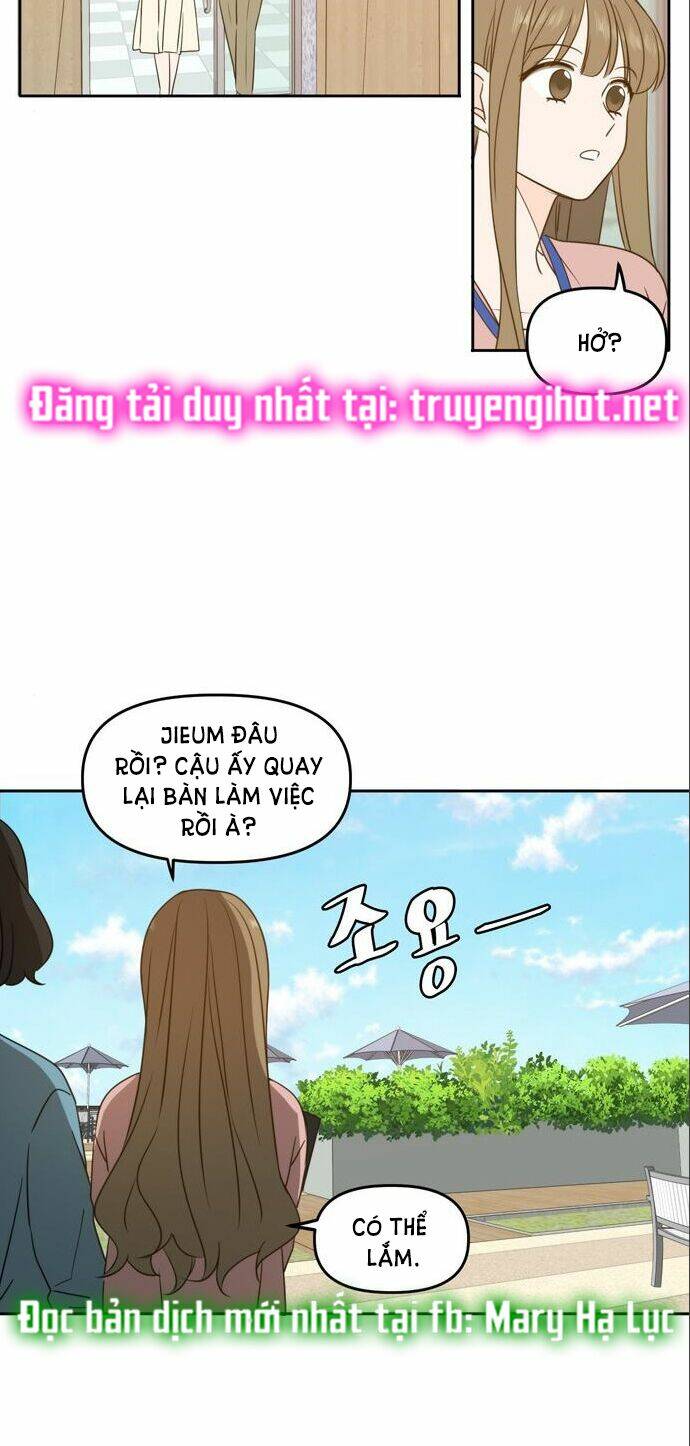 HỞ?
Đăng tải duy nhất tại: truyengihot.net
JIEUM ĐÂU
RỒI? CẬU ẤY QUAY
LẠI BÀN LÀM VIỆC
RỒI À?
조용—
CÓ THỂ
LẮM.
Đọc bản dịch mới nhất tại fb: Mary Hạ Lục